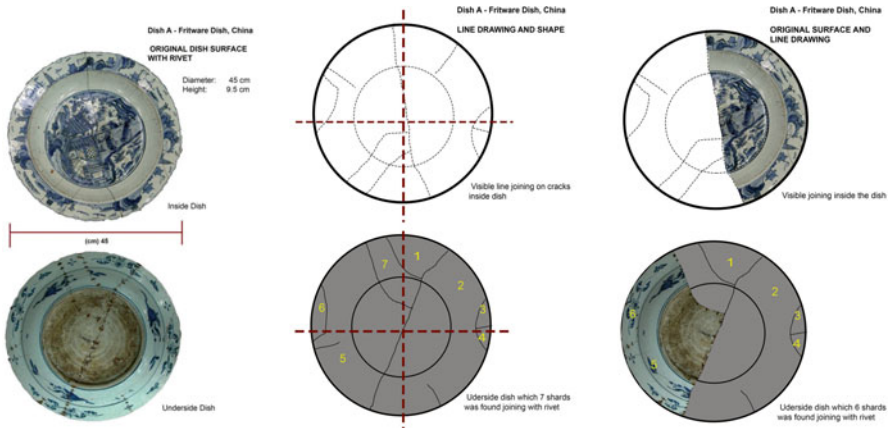 Dish A - Fritware Dish, China
ORIGINAL DISH SURFACE
WITH RIVET
Diameter: 45 cm
Height: 9.5 cm
Inside Dish
(cm) 45
Underside Dish
Dish A - Fritware Dish, China
LINE DRAWING AND SHAPE
Visible line joining on cracks
inside dish
1
7
2
6
3
4
5
Uderside dish which 7 shards
was found joining with rivet
Dish A - Fritware Dish, China
ORIGINAL SURFACE AND
LINE DRAWING
Visible joining inside the dish
1
2
6
3
4
5
Uderside dish which 6 shards
was found joining with rivet